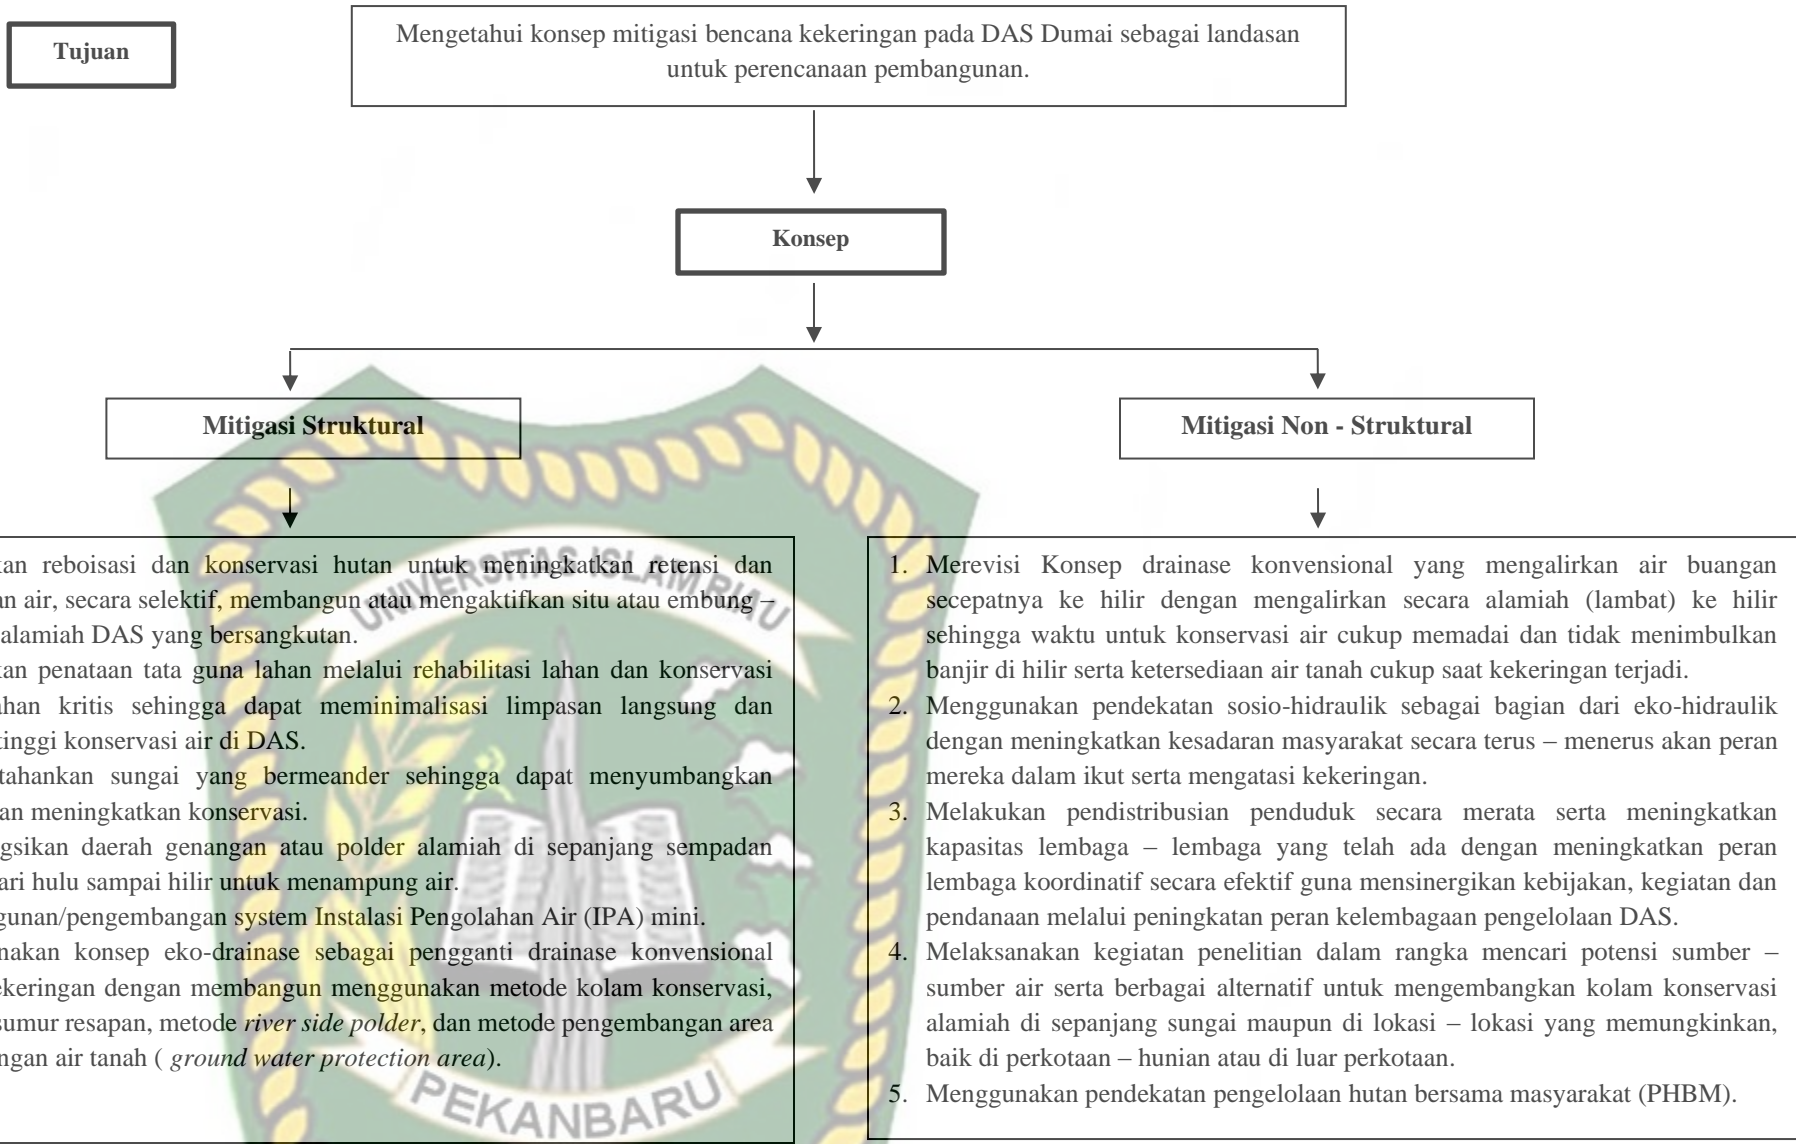 Tujuan
Mengetahui konsep mitigasi bencana kekeringan pada DAS Dumai sebagai landasan
untuk perencanaan pembangunan.
Konsep
Mitigasi Struktural
Mitigasi Non - Struktural
reboisasi dan konservasi hutan untuk meningkatkan retensi dan
air, secara selektif, membangun atau mengaktifkan situ atau embung –
alamiah DAS yang bersangkutan.
penataan tata guna lahan melalui rehabilitasi lahan dan konservasi
kritis sehingga dapat meminimalisasi limpasan langsung dan
konservasi air di DAS.
sungai yang bermeander sehingga dapat menyumbangkan
meningkatkan konservasi.
daerah genangan atau polder alamiah di sepanjang sempadan
hulu sampai hilir untuk menampung air.
system Instalasi Pengolahan Air (IPA) mini.
konsep eko-drainase sebagai pengganti drainase konvensional
dengan membangun menggunakan metode kolam konservasi,
sumur resapan, metode river side polder, dan metode pengembangan area
air tanah ( ground water protection area).
1. Merevisi Konsep drainase konvensional yang mengalirkan air buangan
secepatnya ke hilir dengan mengalirkan secara alamiah (lambat) ke hilir
sehingga waktu untuk konservasi air cukup memadai dan tidak menimbulkan
banjir di hilir serta ketersediaan air tanah cukup saat kekeringan terjadi.
2. Menggunakan pendekatan sosio-hidraulik sebagai bagian dari eko-hidraulik
dengan meningkatkan kesadaran masyarakat secara terus – menerus akan peran
mereka dalam ikut serta mengatasi kekeringan.
3. Melakukan pendistribusian penduduk secara merata serta meningkatkan
kapasitas lembaga – lembaga yang telah ada dengan meningkatkan peran
lembaga koordinatif secara efektif guna mensinergikan kebijakan, kegiatan dan
pendanaan melalui peningkatan peran kelembagaan pengelolaan DAS.
4. Melaksanakan kegiatan penelitian dalam rangka mencari potensi sumber –
sumber air serta berbagai alternatif untuk mengembangkan kolam konservasi
alamiah di sepanjang sungai maupun di lokasi – lokasi yang memungkinkan,
baik di perkotaan – hunian atau di luar perkotaan.
5. Menggunakan pendekatan pengelolaan hutan bersama masyarakat (PHBM).
UNIVERSITAS ISLAM RIAU
PEKANBARU